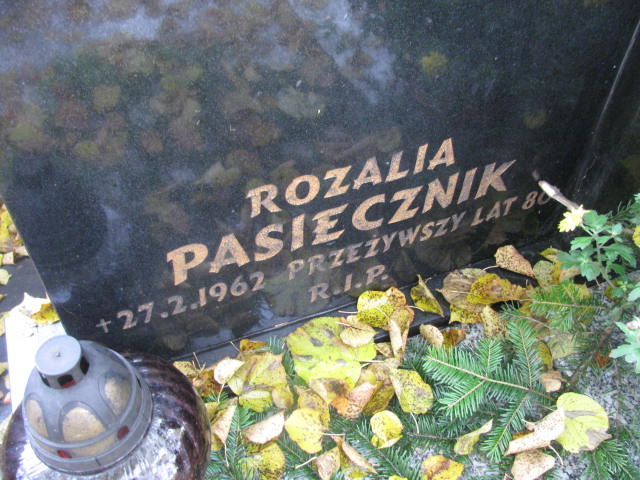 ROZALIA
PASIECZNIK
+ 27.2.1962 PRZEŻYWSZY LAT 80
R.I.P.